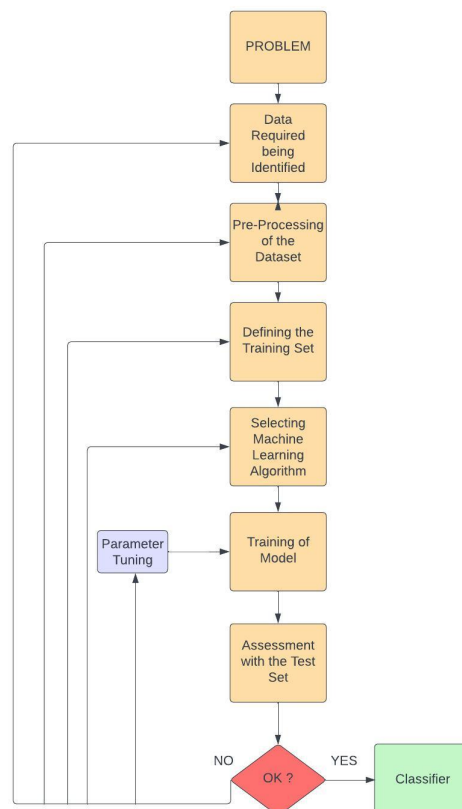 PROBLEM
Data
Required
being
Identified
Pre-Processing
of the
Dataset
Defining the
Training Set
Selecting
Machine
Learning
Algorithm
Parameter
Tuning
Training of
Model
Assessment
with the Test
Set
NO
OK ?
YES
Classifier